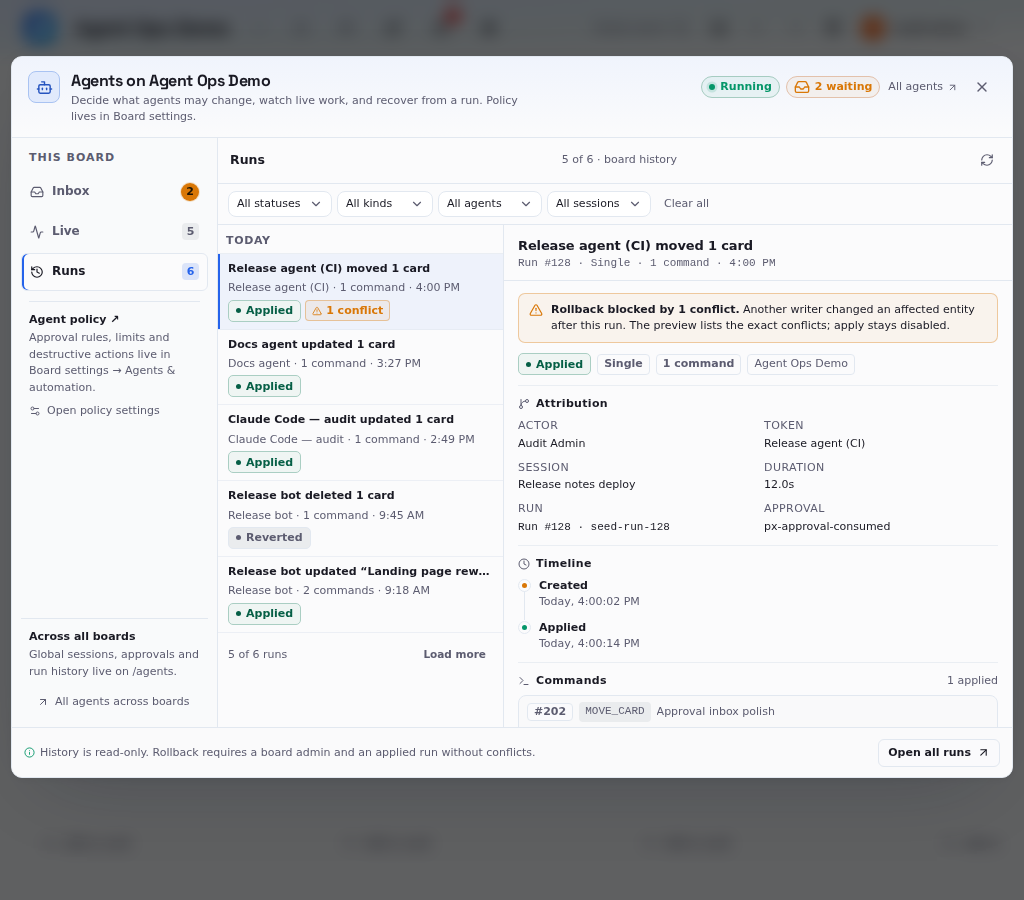 Agents on Agent Ops Demo
Decide what agents may change, watch live work, and recover from a run. Policy
lives in Board settings.
Running
2 waiting
All agents ↗
THIS BOARD
Inbox
2
Live
5
Runs
6
Agent policy ↗
Approval rules, limits and
destructive actions live in
Board settings → Agents &
automation.
Open policy settings
Across all boards
Global sessions, approvals and
run history live on /agents.
All agents across boards
Runs
5 of 6 · board history
All statuses
All kinds
All agents
All sessions
Clear all
TODAY
Release agent (CI) moved 1 card
Release agent (CI) · 1 command · 4:00 PM
Applied
1 conflict
Docs agent updated 1 card
Docs agent · 1 command · 3:27 PM
Applied
Claude Code — audit updated 1 card
Claude Code — audit · 1 command · 2:49 PM
Applied
Release bot deleted 1 card
Release bot · 1 command · 9:45 AM
Reverted
Release bot updated “Landing page rew…
Release bot · 2 commands · 9:18 AM
Applied
5 of 6 runs
Load more
Release agent (CI) moved 1 card
Run #128 · Single · 1 command · 4:00 PM
Rollback blocked by 1 conflict. Another writer changed an affected entity
after this run. The preview lists the exact conflicts; apply stays disabled.
Applied
Single
1 command
Agent Ops Demo
Attribution
ACTOR
Audit Admin
TOKEN
Release agent (CI)
SESSION
Release notes deploy
DURATION
12.0s
RUN
Run #128 · seed-run-128
APPROVAL
px-approval-consumed
Timeline
Created
Today, 4:00:02 PM
Applied
Today, 4:00:14 PM
Commands
1 applied
#202
MOVE_CARD
Approval inbox polish
History is read-only. Rollback requires a board admin and an applied run without conflicts.
Open all runs ↗